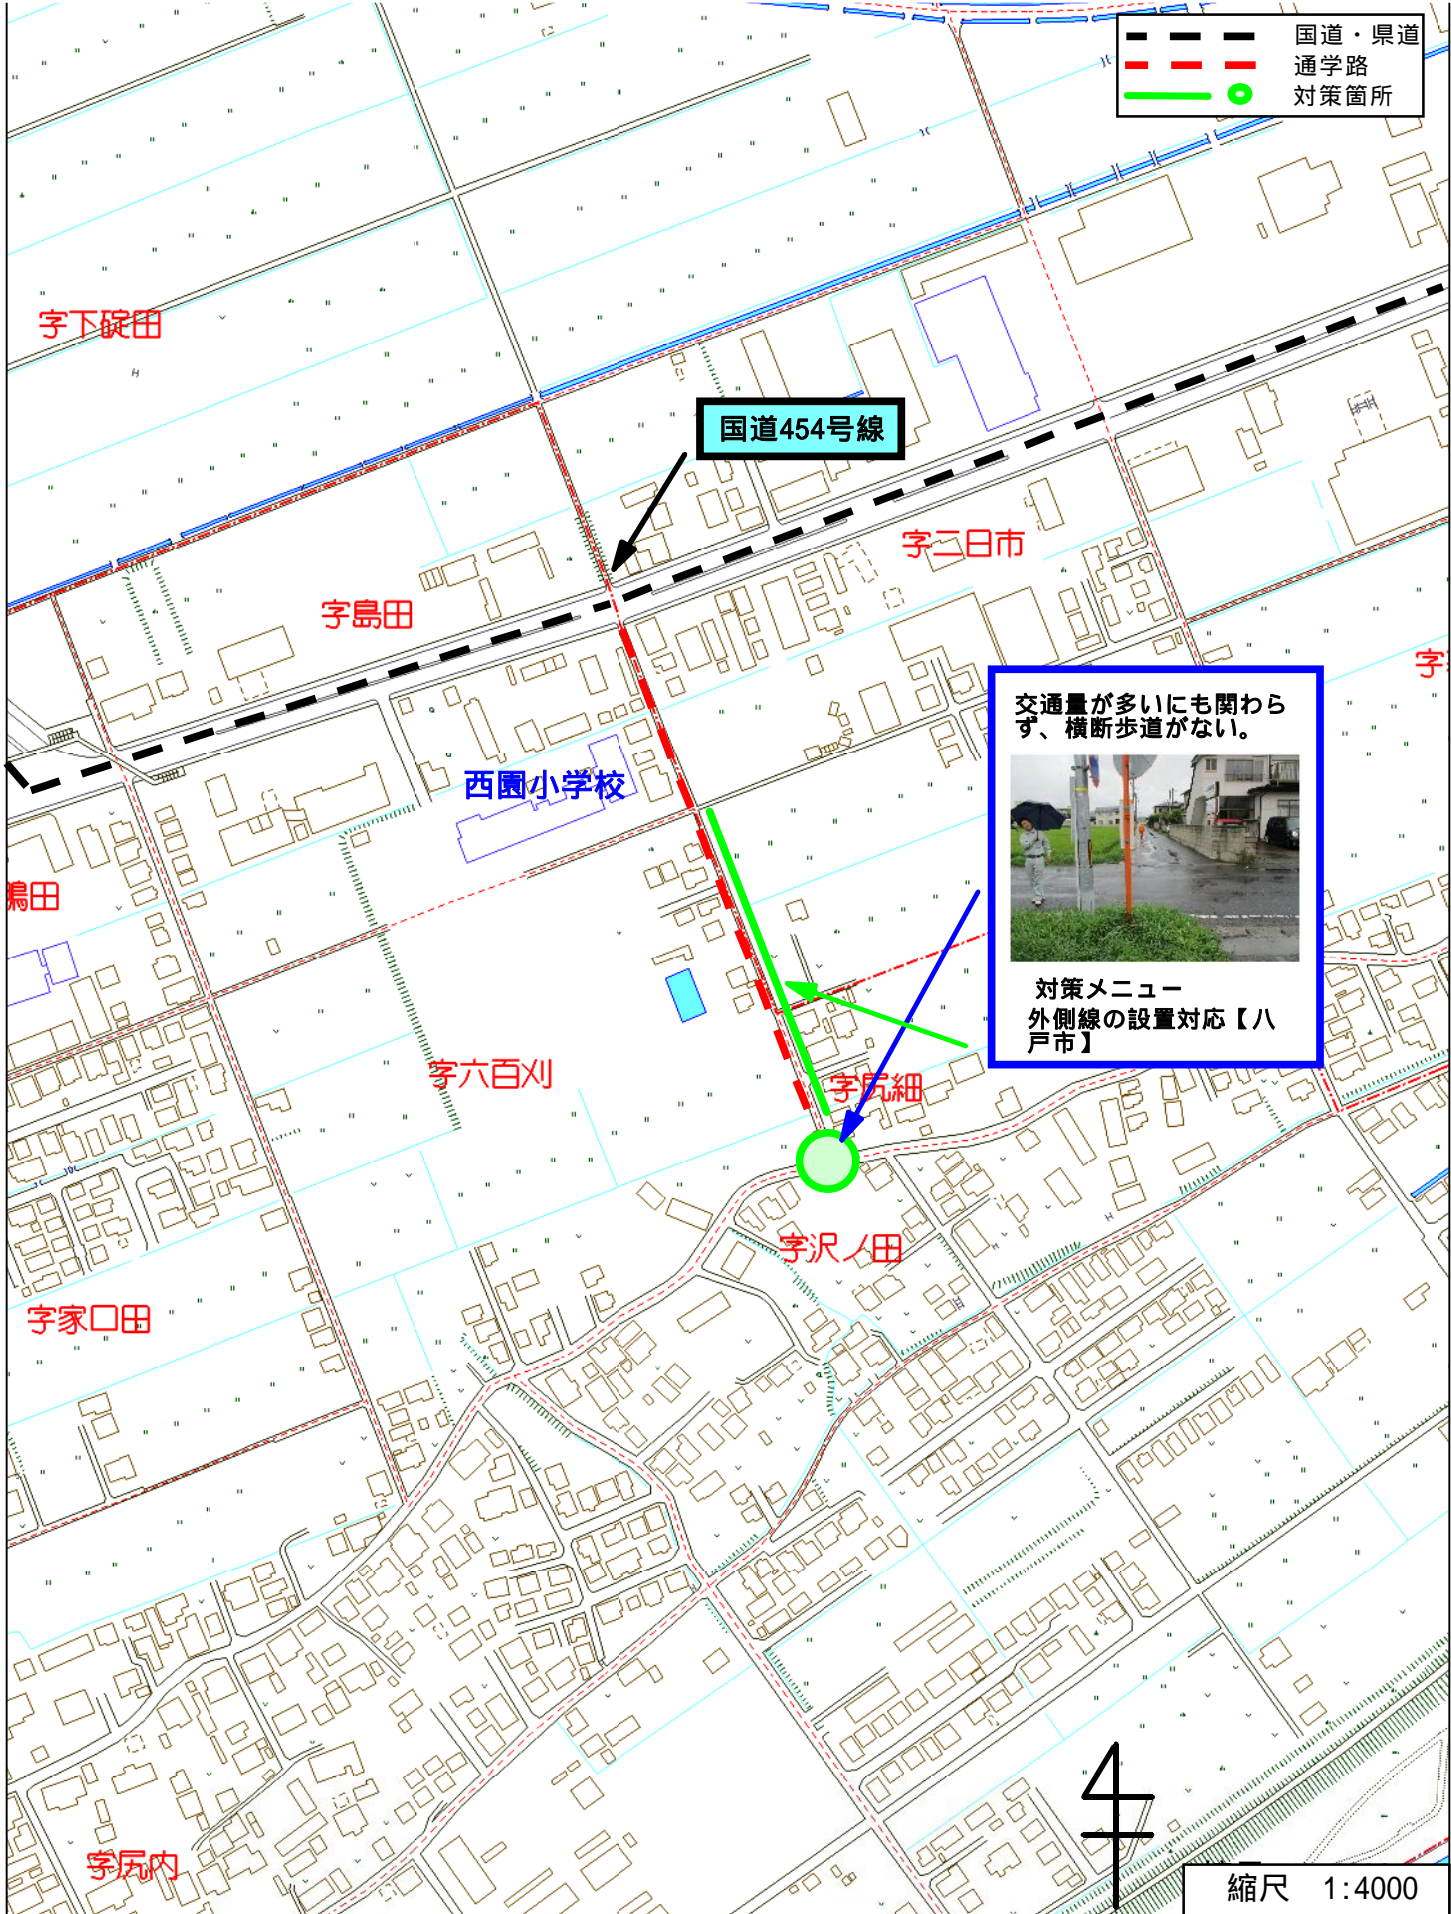 国道・県道
通学路
対策箇所
字下碇田
国道454号線
字二日市
字島田
交通量が多いにも関わら
ず、横断歩道がない。
西園小学校
対策メニュー
外側線の設置対応【八
戸市】
字六百刈
字尻細
字沢ノ田
字家口田
字尻内
縮尺 1:4000